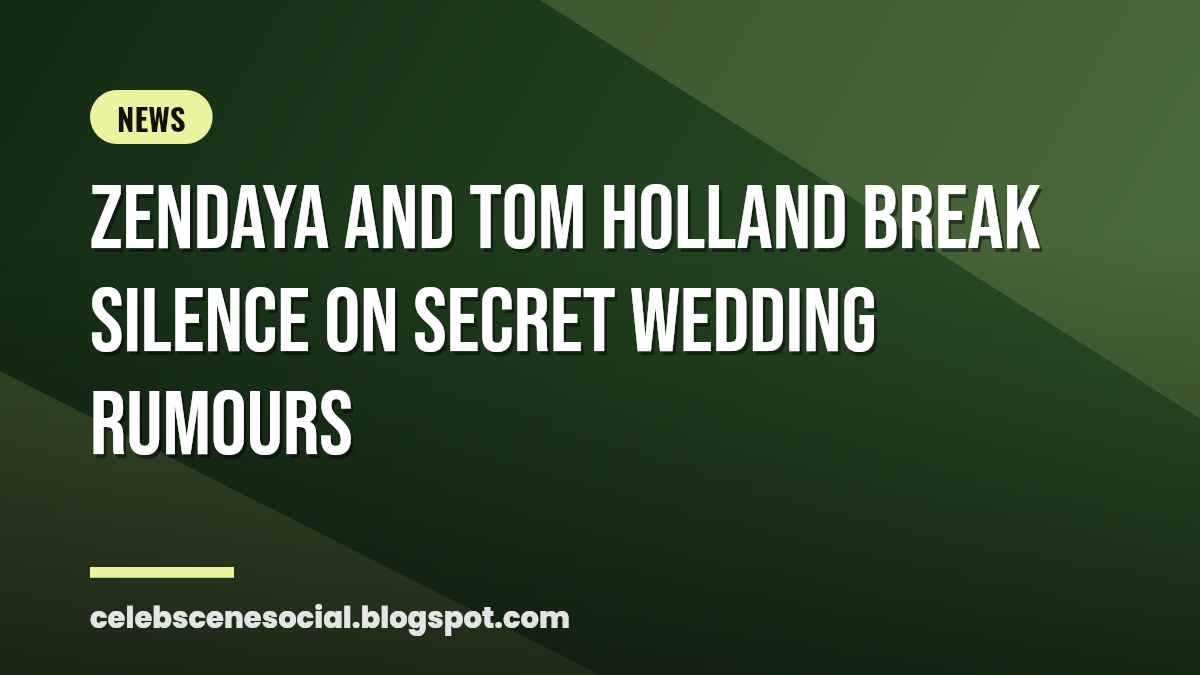 NEWS
ZENDAYA AND TOM HOLLAND BREAK
SILENCE ON SECRET WEDDING
RUMOURS
celebscenesocial.blogspot.com